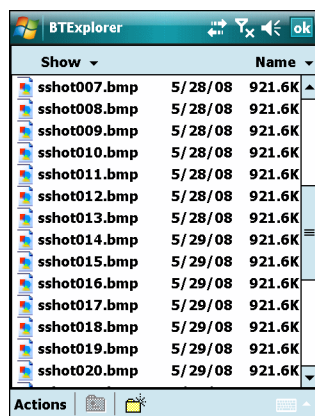 BTExplorer ok
Show Name
sshot007.bmp 5/28/08 921.6K
sshot008.bmp 5/28/08 921.6K
sshot009.bmp 5/28/08 921.6K
sshot010.bmp 5/28/08 921.6K
sshot011.bmp 5/28/08 921.6K
sshot012.bmp 5/28/08 921.6K
sshot013.bmp 5/28/08 921.6K
sshot014.bmp 5/29/08 921.6K
sshot015.bmp 5/29/08 921.6K
sshot016.bmp 5/29/08 921.6K
sshot017.bmp 5/29/08 921.6K
sshot018.bmp 5/29/08 921.6K
sshot019.bmp 5/29/08 921.6K
sshot020.bmp 5/29/08 921.6K
Actions